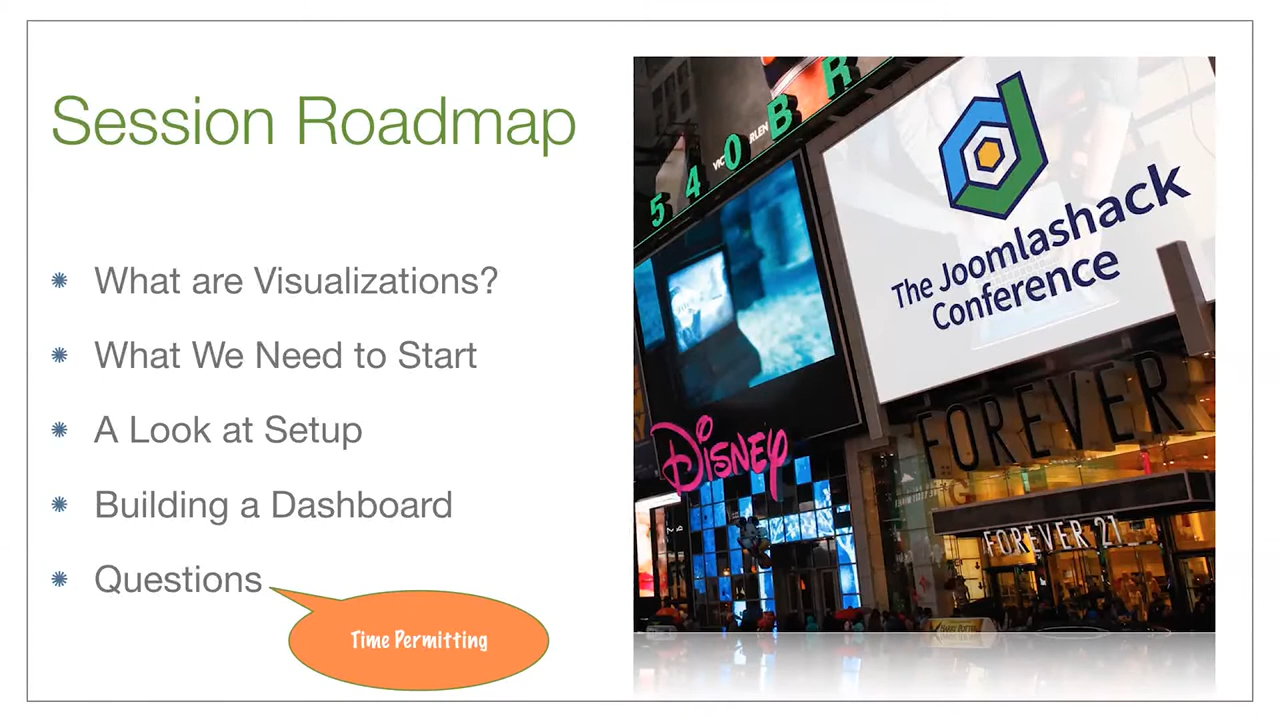 Session Roadmap
What are Visualizations?
What We Need to Start
A Look at Setup
Building a Dashboard
Questions
Time Permitting
540 B R
The Joomlashack
Conference
DISNEY
FOREVER
FOREVER 21